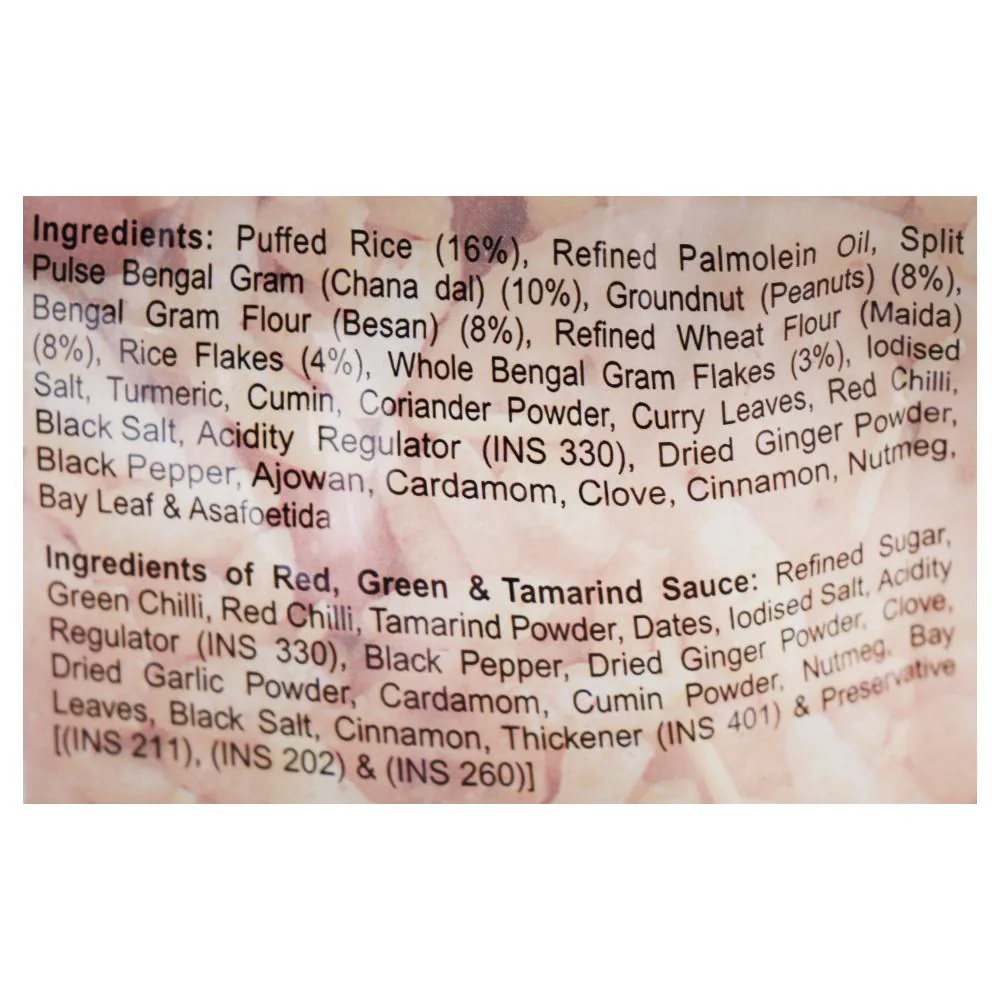 Ingredients: Puffed Rice (16%), Refined Palmolein Oil, Split
Pulse Bengal Gram (Chana dal) (10%), Groundnut (Peanuts) (8%),
Bengal Gram Flour (Besan) (8%), Refined Wheat Flour (Maida)
(8%), Rice Flakes (4%), Whole Bengal Gram Flakes (3%), Iodised
Salt, Turmeric, Cumin, Coriander Powder, Curry Leaves, Red Chilli,
Black Salt, Acidity Regulator (INS 330), Dried Ginger Powder,
Black Pepper, Ajowan, Cardamom, Clove, Cinnamon, Nutmeg,
Bay Leaf & Asafoetida
Ingredients of Red, Green & Tamarind Sauce: Refined Sugar,
Green Chilli, Red Chilli, Tamarind Powder, Dates, Iodised Salt, Acidity
Regulator (INS 330), Black Pepper, Dried Ginger Powder, Clove,
Dried Garlic Powder, Cardamom, Cumin Powder, Nutmeg, Bay
Leaves, Black Salt, Cinnamon, Thickener (INS 401) & Preservative
[(INS 211), (INS 202) & (INS 260)]